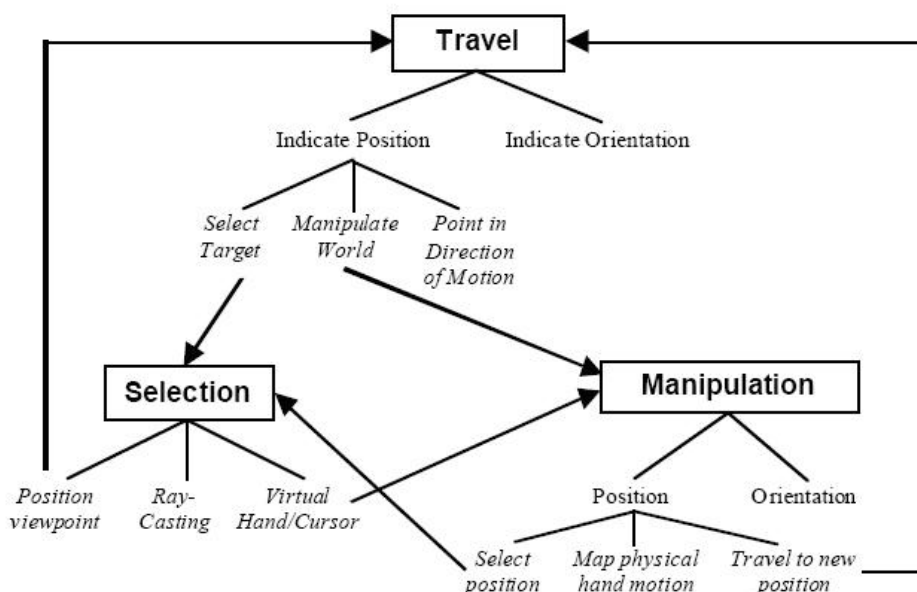 Travel
Indicate Position
Indicate Orientation
Select
Target
Manipulate
World
Point in
Direction
of Motion
Selection
Manipulation
Position
viewpoint
Ray-
Casting
Virtual
Hand/Cursor
Position
Orientation
Select
position
Map physical
hand motion
Travel to new
position